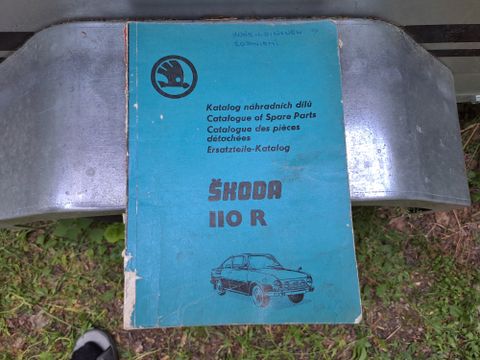 Katalog náhradních dílů
Catalogue of Spare Parts
Catalogue des pièces
détachées
Ersatzteile-Katalog
ŠKODA
110 R